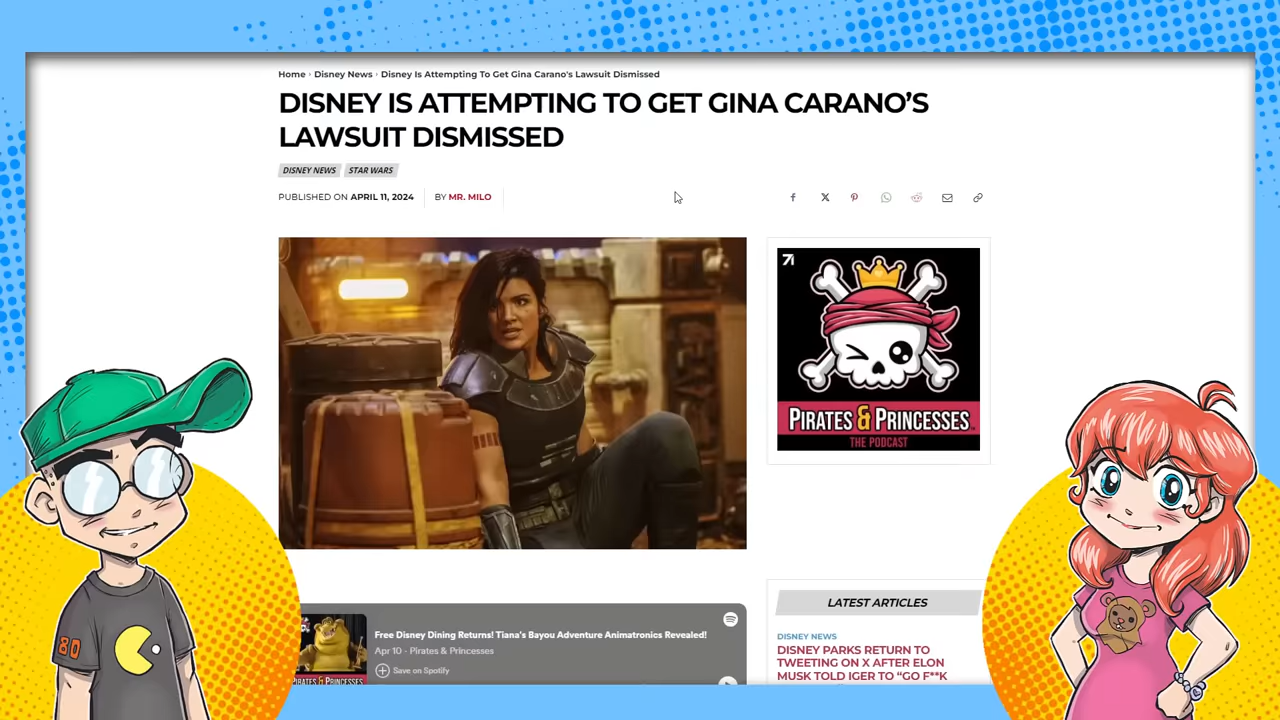 Home › Disney News › Disney Is Attempting To Get Gina Carano's Lawsuit Dismissed
DISNEY IS ATTEMPTING TO GET GINA CARANO’S
LAWSUIT DISMISSED
DISNEY NEWS STAR WARS
PUBLISHED ON APRIL 11, 2024 BY MR. MILO
PIRATES & PRINCESSES
THE PODCAST
Free Disney Dining Returns! Tiana's Bayou Adventure Animatronics Revealed!
Apr 10 · Pirates & Princesses
Save on Spotify
PIRATES & PRINCESSES
LATEST ARTICLES
DISNEY NEWS
DISNEY PARKS RETURN TO
TWEETING ON X AFTER ELON
MUSK TOLD IGER TO “GO F**K
80